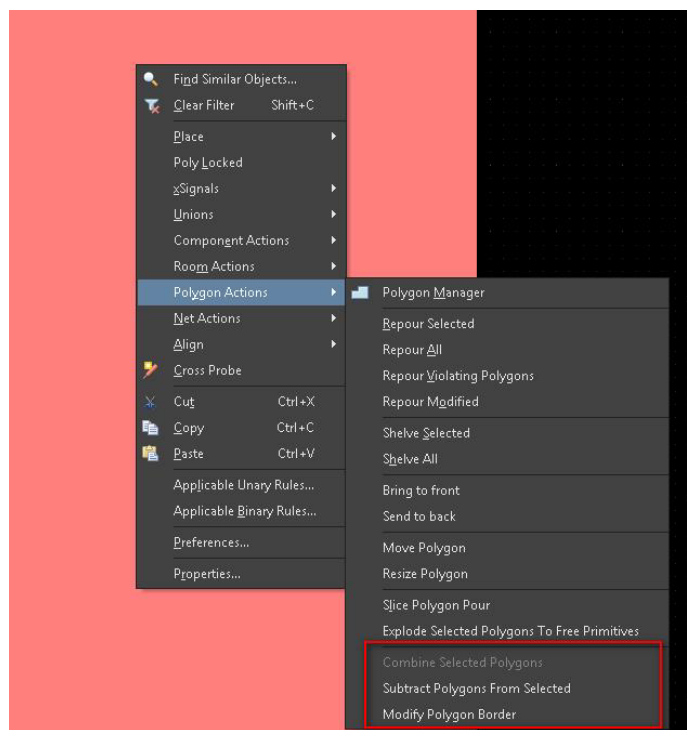 Find Similar Objects...
Clear Filter Shift+C
Place
Poly Locked
xSignals
Unions
Component Actions
Room Actions
Polygon Actions
Net Actions
Align
Cross Probe
Cut Ctrl+X
Copy Ctrl+C
Paste Ctrl+V
Applicable Unary Rules...
Applicable Binary Rules...
Preferences...
Properties...
Polygon Manager
Repour Selected
Repour All
Repour Violating Polygons
Repour Modified
Shelve Selected
Shelve All
Bring to front
Send to back
Move Polygon
Resize Polygon
Slice Polygon Pour
Explode Selected Polygons To Free Primitives
Combine Selected Polygons
Subtract Polygons From Selected
Modify Polygon Border